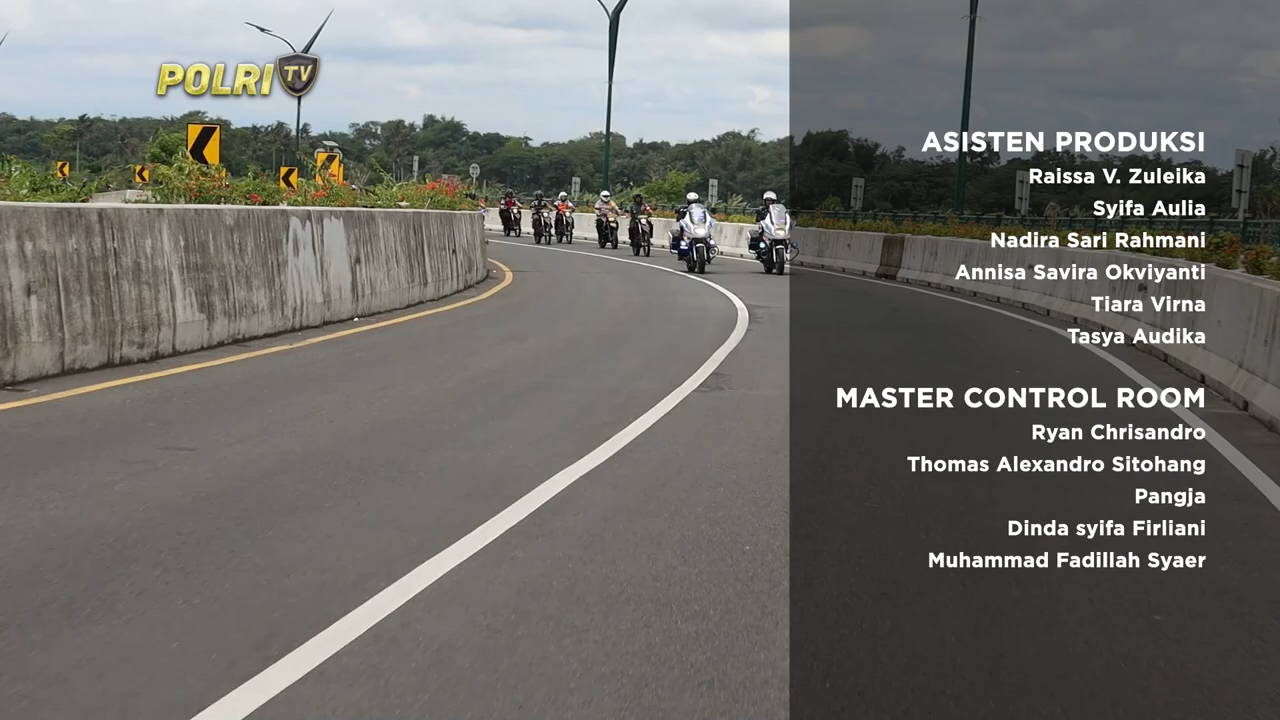 POLRI TV
ASISTEN PRODUKSI
Raissa V. Zuleika
Syifa Aulia
Nadira Sari Rahmani
Annisa Savira Okviyanti
Tiara Virna
Tasya Audika
MASTER CONTROL ROOM
Ryan Chrisandro
Thomas Alexandro Sitohang
Pangja
Dinda syifa Firliani
Muhammad Fadillah Syaer